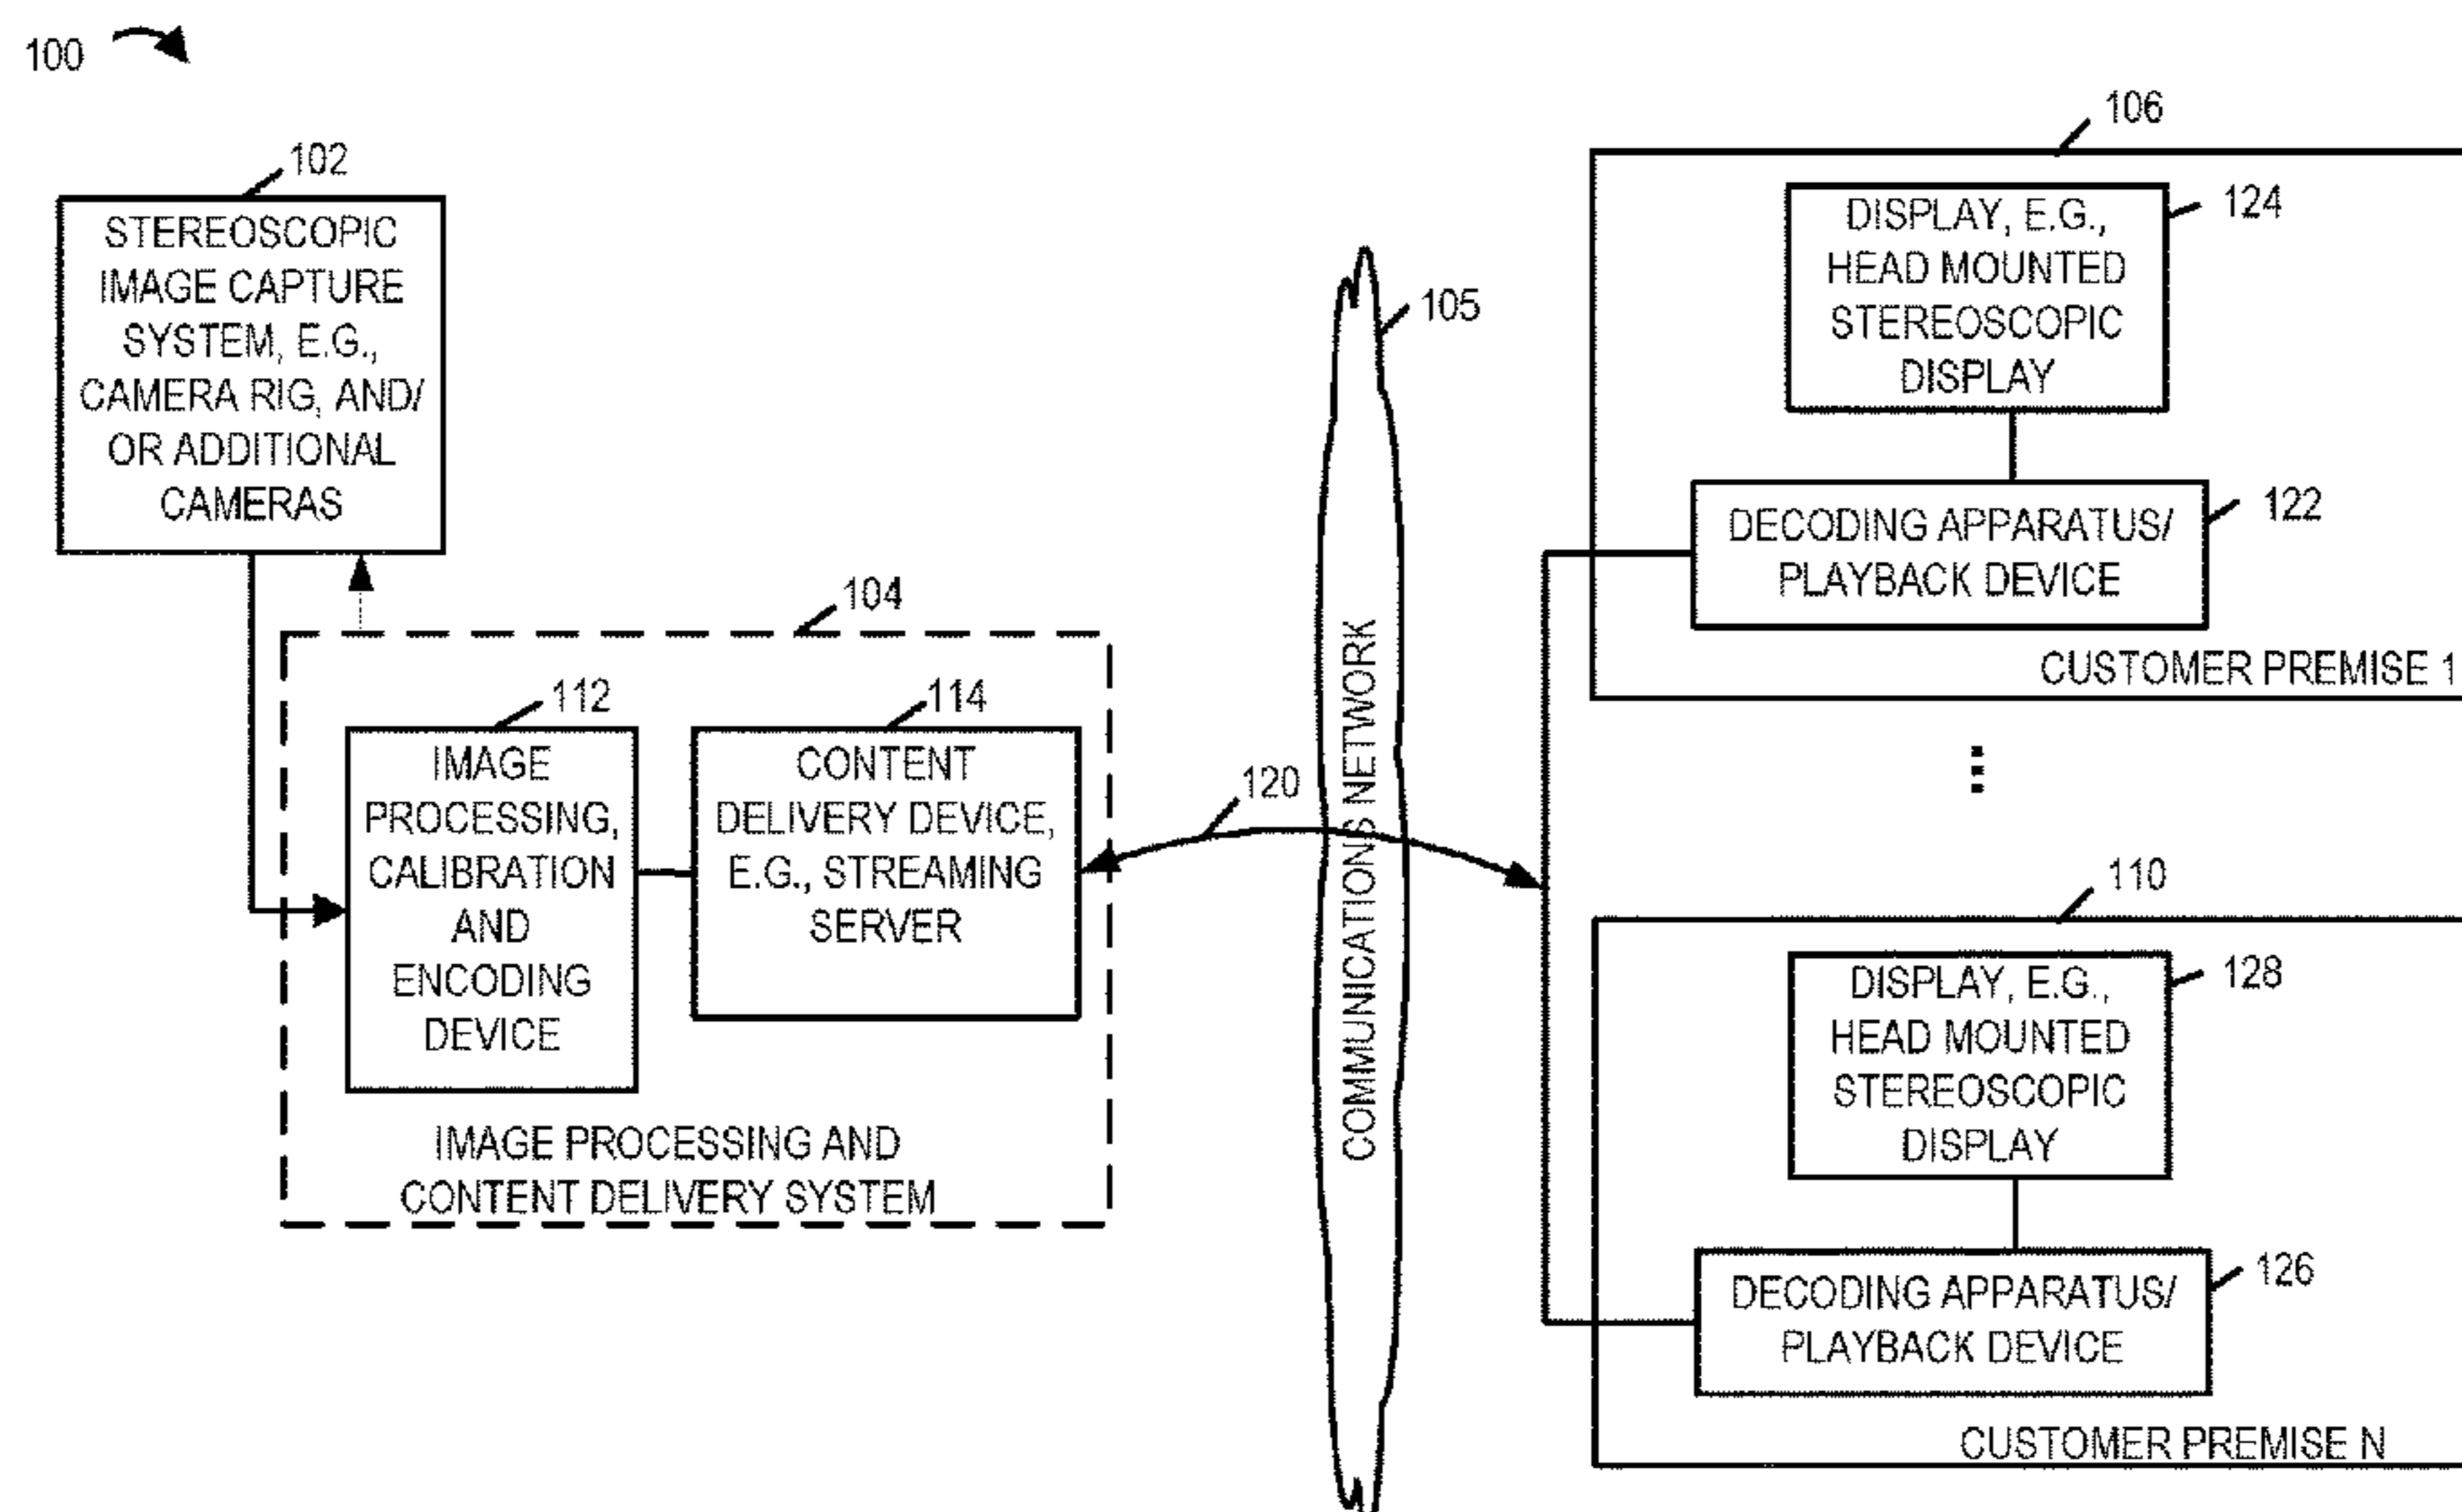 100
102
STEREOSCOPIC
IMAGE CAPTURE
SYSTEM, E.G.,
CAMERA RIG, AND/
OR ADDITIONAL
CAMERAS
104
112
IMAGE
PROCESSING,
CALIBRATION
AND
ENCODING
DEVICE
114
CONTENT
DELIVERY DEVICE,
E.G., STREAMING
SERVER
IMAGE PROCESSING AND
CONTENT DELIVERY SYSTEM
120
105
COMMUNICATIONS NETWORK
106
124
DISPLAY, E.G.,
HEAD MOUNTED
STEREOSCOPIC
DISPLAY
122
DECODING APPARATUS/
PLAYBACK DEVICE
CUSTOMER PREMISE 1
110
128
DISPLAY, E.G.,
HEAD MOUNTED
STEREOSCOPIC
DISPLAY
126
DECODING APPARATUS/
PLAYBACK DEVICE
CUSTOMER PREMISE N